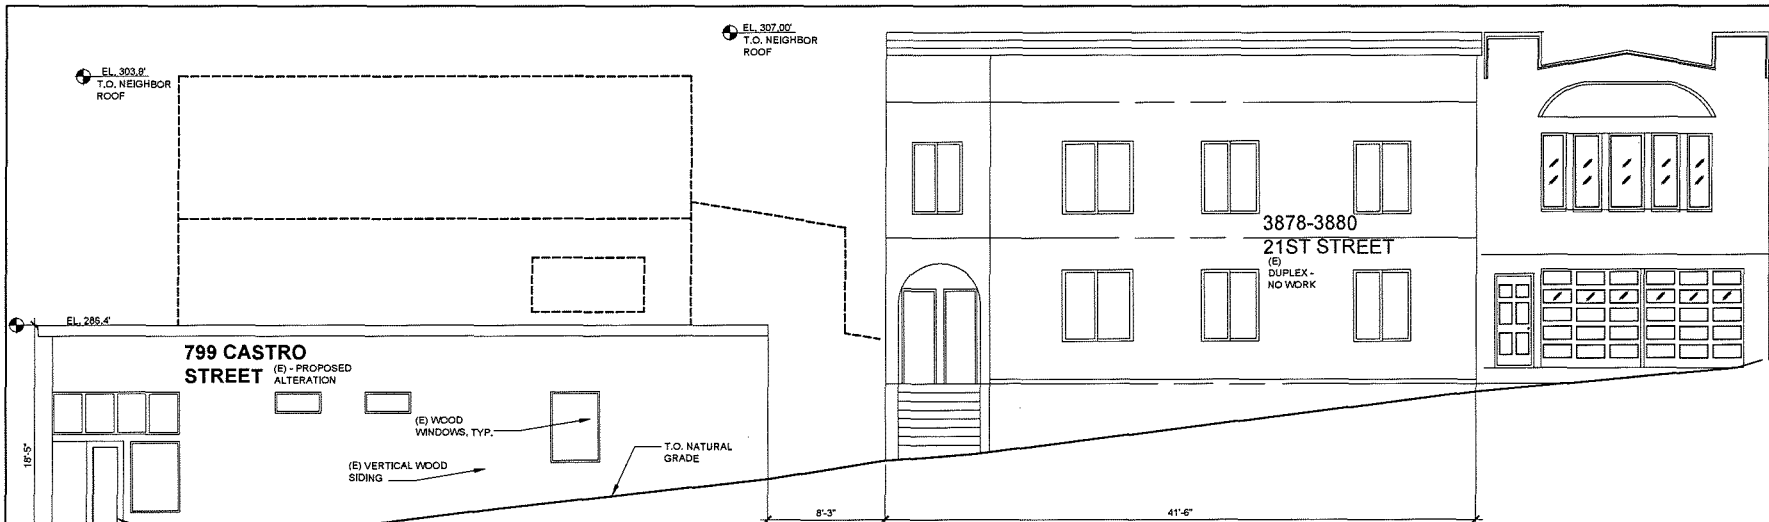 EL. 307.00'
T.O. NEIGHBOR
ROOF
EL. 303.8'
T.O. NEIGHBOR
ROOF
3878-3880
21ST STREET
(E)
DUPLEX -
NO WORK
EL. 286.4'
799 CASTRO
STREET
(E) - PROPOSED
ALTERATION
(E) WOOD
WINDOWS, TYP.
T.O. NATURAL
GRADE
(E) VERTICAL WOOD
SIDING
18'-5"
8'-3"
41'-6"